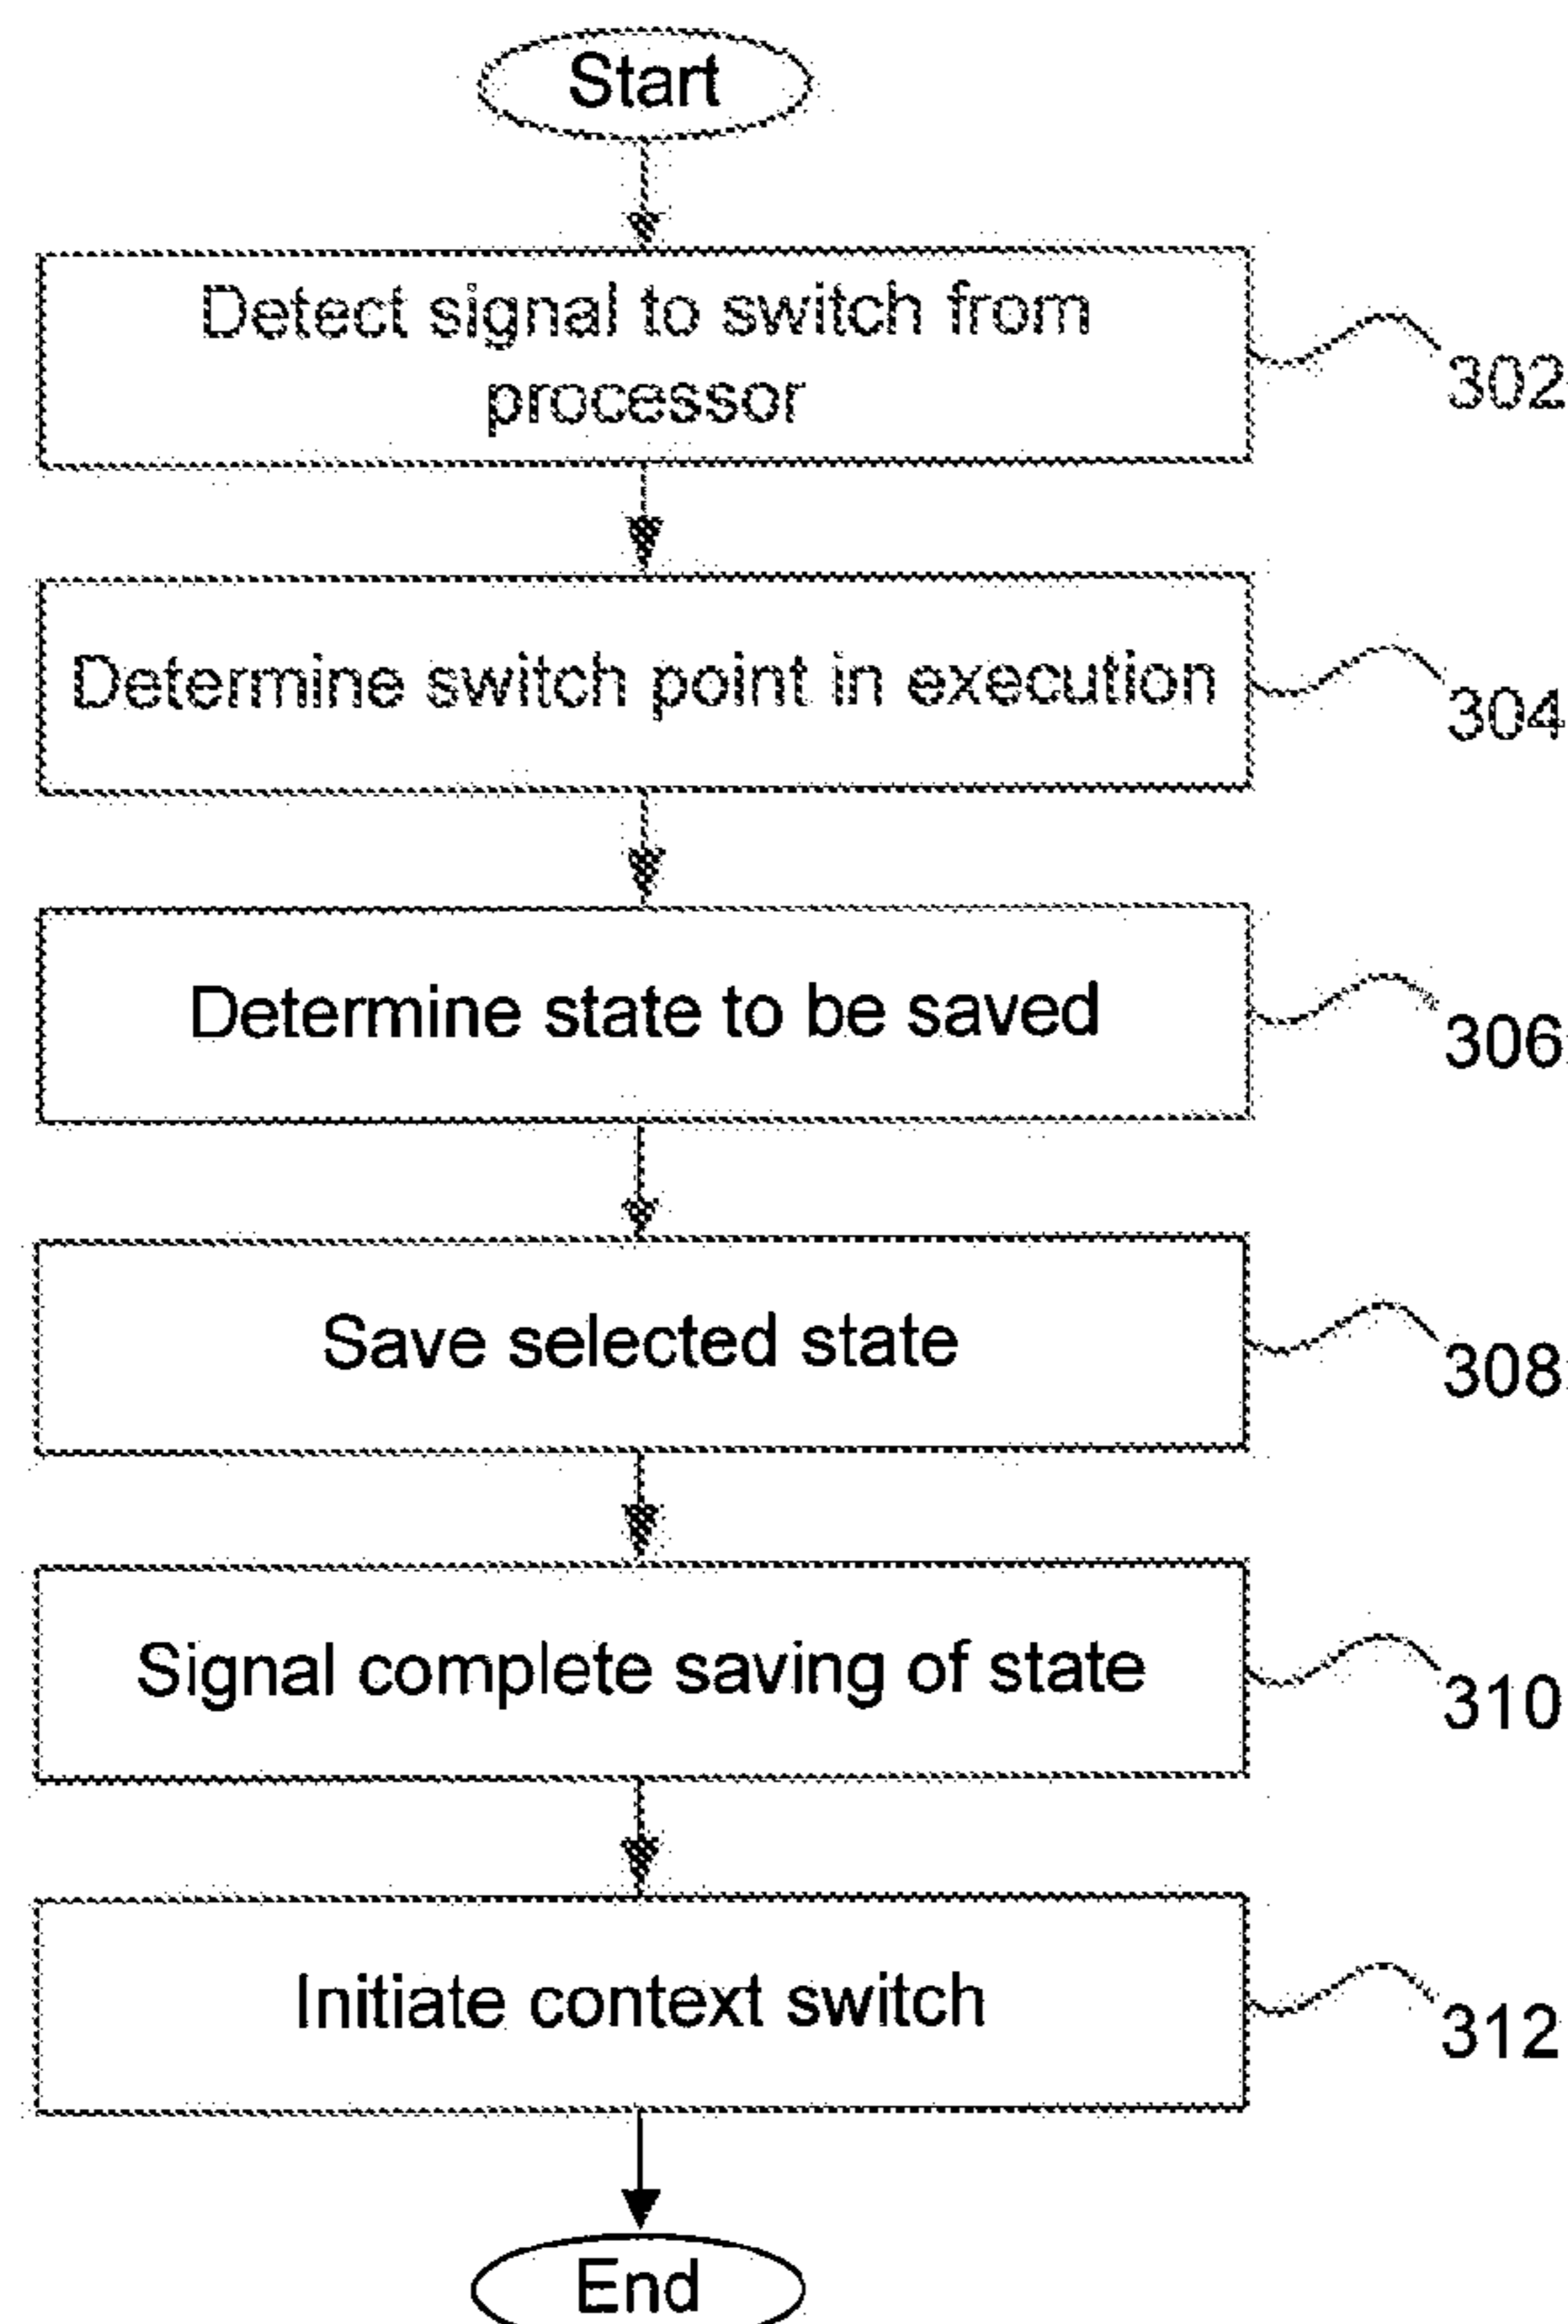 Start
Detect signal to switch from
processor
302
Determine switch point in execution
304
Determine state to be saved
306
Save selected state
308
Signal complete saving of state
310
Initiate context switch
312
End